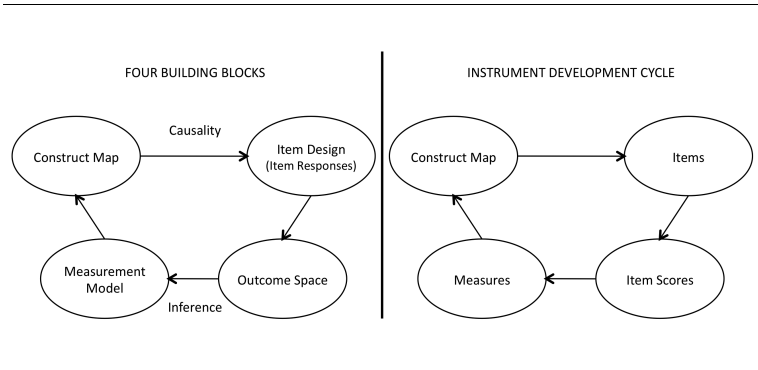 FOUR BUILDING BLOCKS
Causality
Construct Map
Item Design
(Item Responses)
Measurement
Model
Outcome Space
Inference
INSTRUMENT DEVELOPMENT CYCLE
Construct Map
Items
Measures
Item Scores